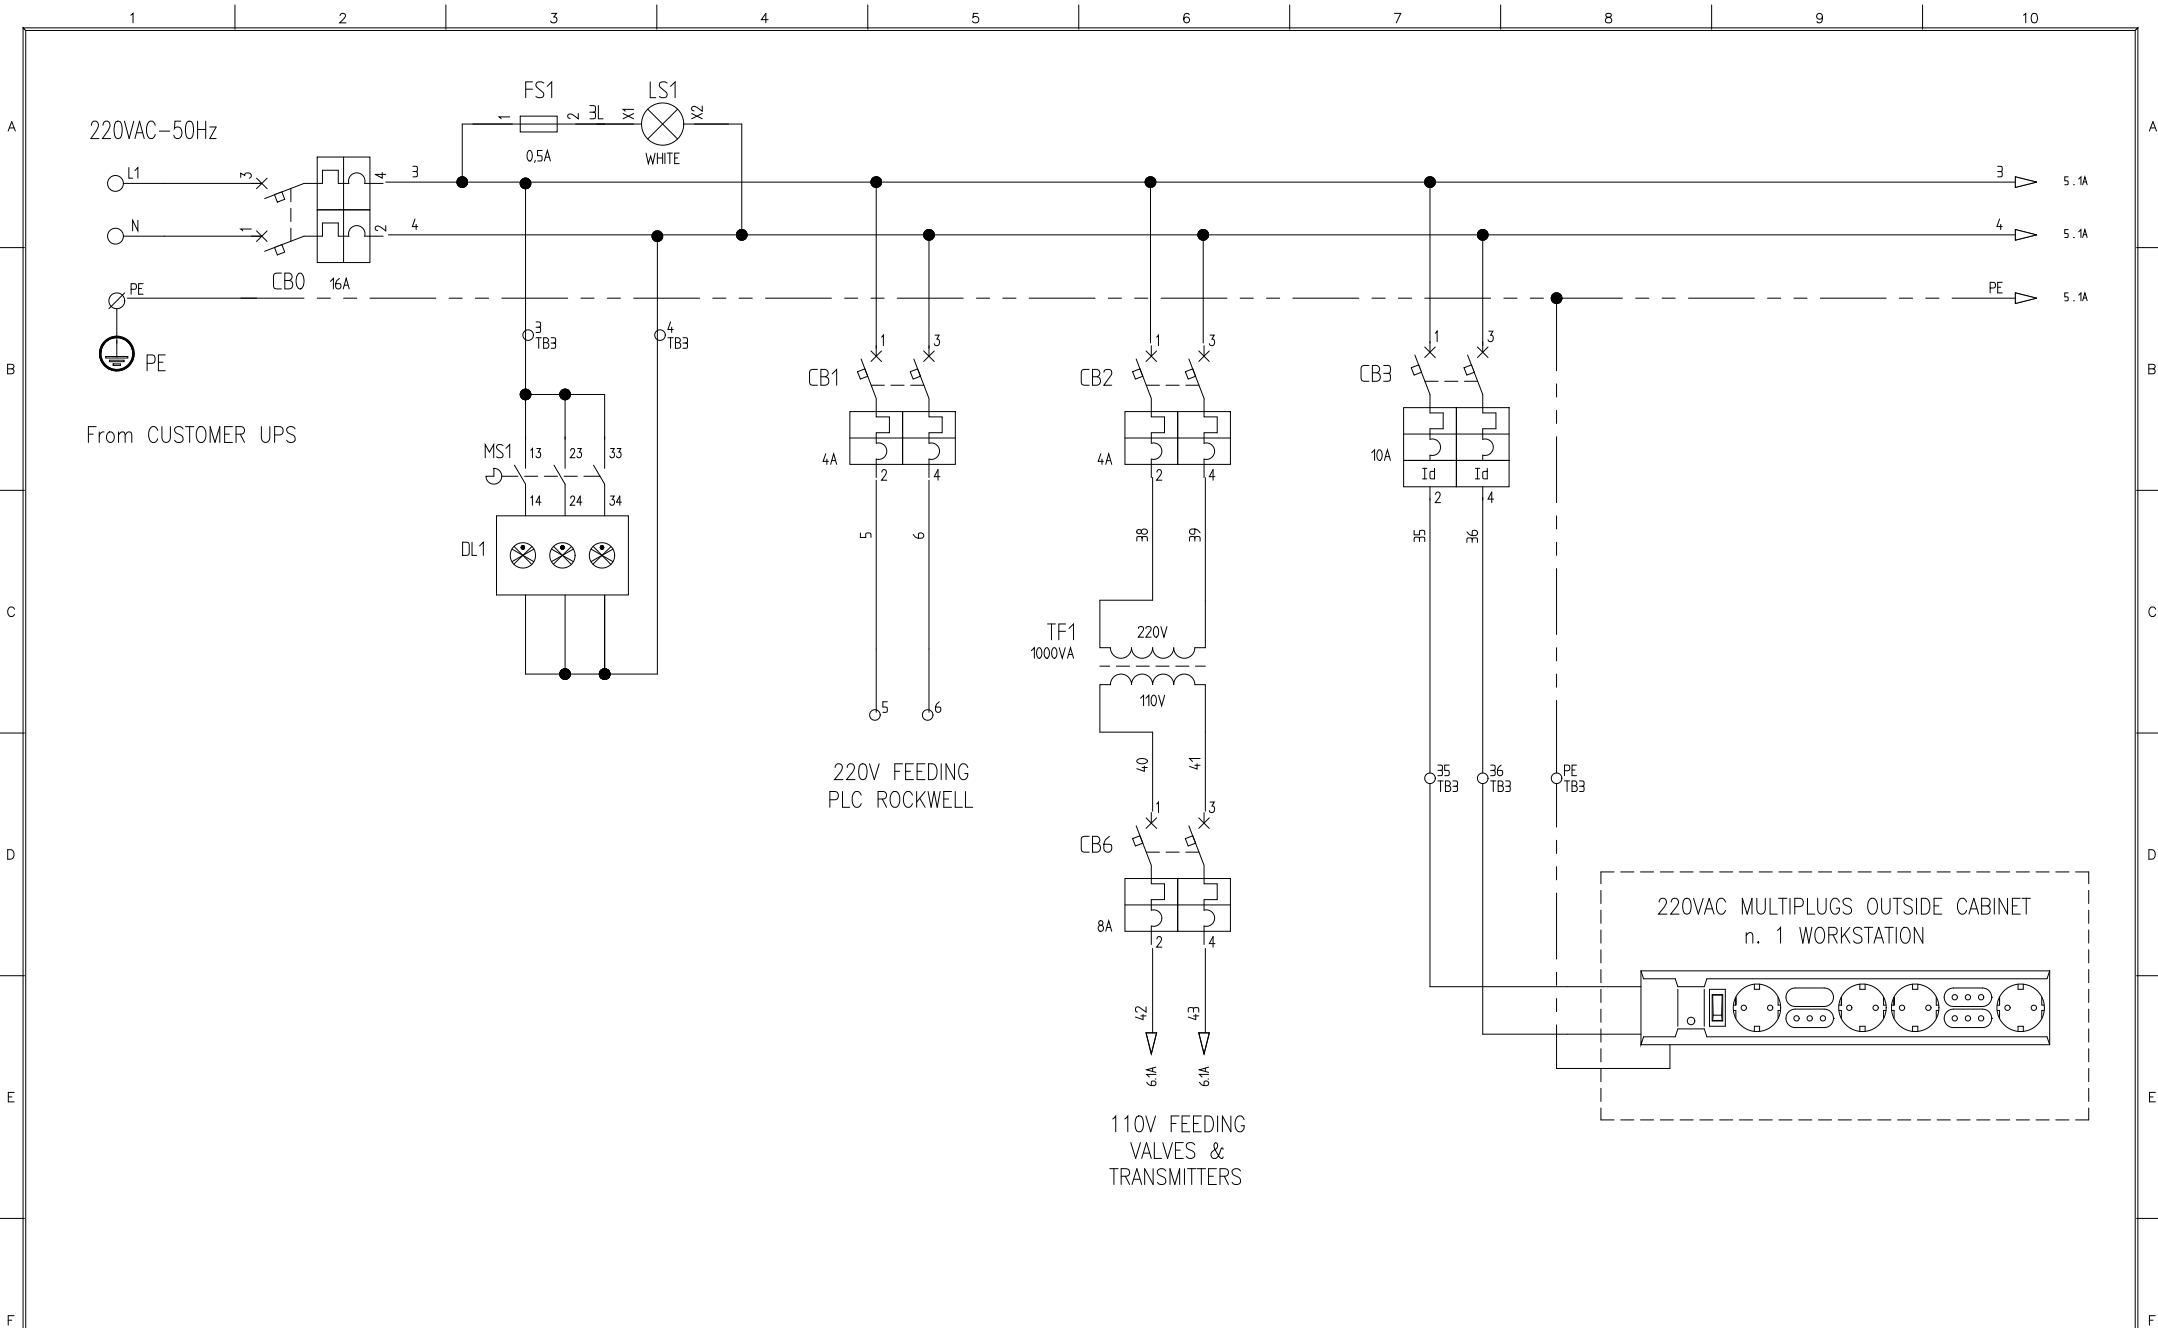 1 2 3 4 5 6 7 8 9 10
FS1 LS1
1 2 3L X1 X2
A 220VAC-50Hz A
0,5A WHITE
L1 3 4 3 3 5.1A
N 1 2 4 4 5.1A
CB0 16A
PE PE 5.1A
3 4
TB3 TB3
1 3 1 3 1 3
PE
B CB1 CB2 CB3 B
From CUSTOMER UPS
MS1 13 23 33
4A 4A 10A
2 4 2 4 Id Id
14 24 34 2 4
5 6 38 39 35 36
DL1
C C
TF1 220V
1000VA
110V
5 6
40 41
220V FEEDING
PLC ROCKWELL
35 36 PE
TB3 TB3 TB3
1 3
D CB6 D
8A
2 4
220VAC MULTIPLUGS OUTSIDE CABINET
n. 1 WORKSTATION
42 43
6.1A 6.1A
E E
110V FEEDING
VALVES &
TRANSMITTERS
F F